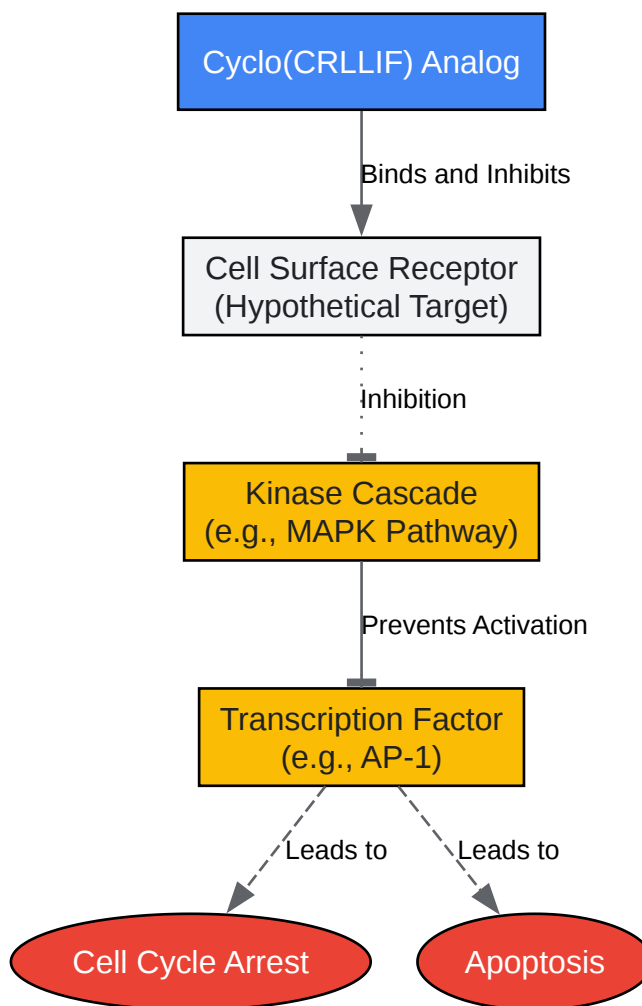 Cyclo(CRLLIF) Analog
Binds and Inhibits
Cell Surface Receptor
(Hypothetical Target)
Inhibition
Kinase Cascade
(e.g., MAPK Pathway)
Prevents Activation
Transcription Factor
(e.g., AP-1)
Leads to
Leads to
Cell Cycle Arrest
Apoptosis